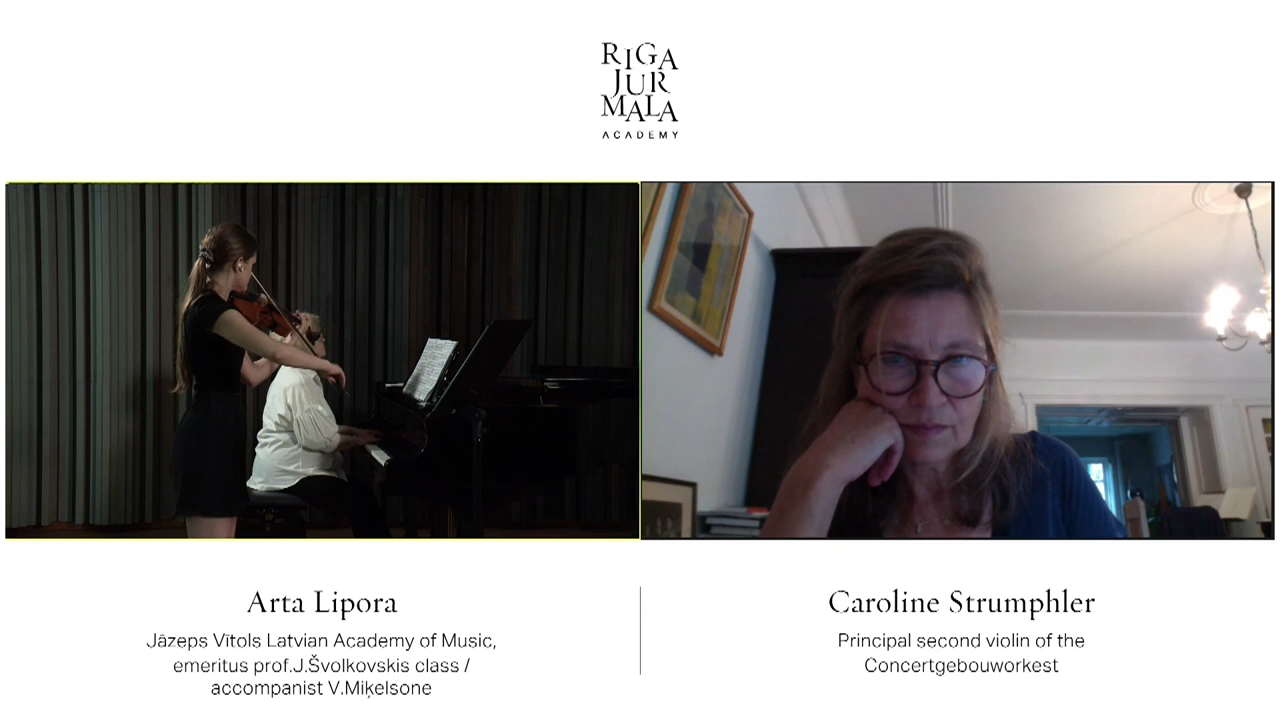 RIGA
JUR
MALA
ACADEMY
Arta Lipora
Jāzeps Vītols Latvian Academy of Music,
emeritus prof.J.Švolkovskis class /
accompanist V.Miķelsone
Caroline Strumphler
Principal second violin of the
Concertgebouworkest